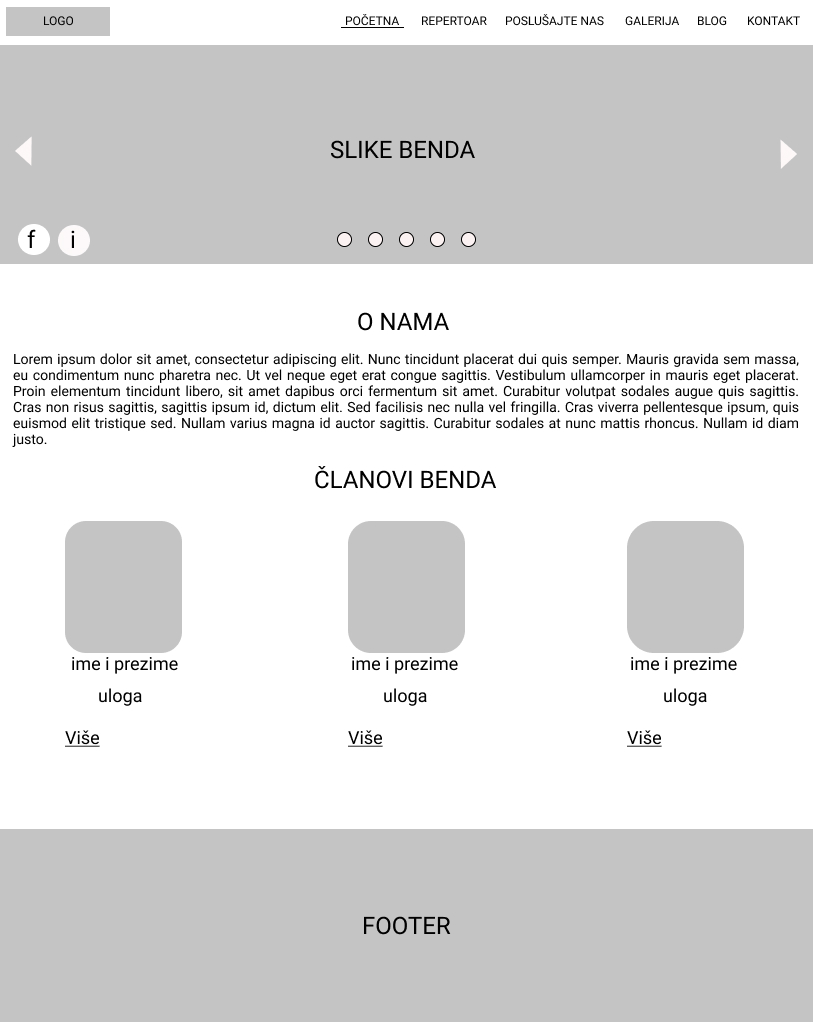 LOGO
POČETNA REPERTOAR POSLUŠAJTE NAS GALERIJA BLOG KONTAKT
SLIKE BENDA
f i
O NAMA
Lorem ipsum dolor sit amet, consectetur adipiscing elit. Nunc tincidunt placerat dui quis semper. Mauris gravida sem massa,
eu condimentum nunc pharetra nec. Ut vel neque eget erat congue sagittis. Vestibulum ullamcorper in mauris eget placerat.
Proin elementum tincidunt libero, sit amet dapibus orci fermentum sit amet. Curabitur volutpat sodales augue quis sagittis.
Cras non risus sagittis, sagittis ipsum id, dictum elit. Sed facilisis nec nulla vel fringilla. Cras viverra pellentesque ipsum, quis
euismod elit tristique sed. Nullam varius magna id auctor sagittis. Curabitur sodales at nunc mattis rhoncus. Nullam id diam
justo.
ČLANOVI BENDA
ime i prezime ime i prezime ime i prezime
uloga uloga uloga
Više Više Više
FOOTER